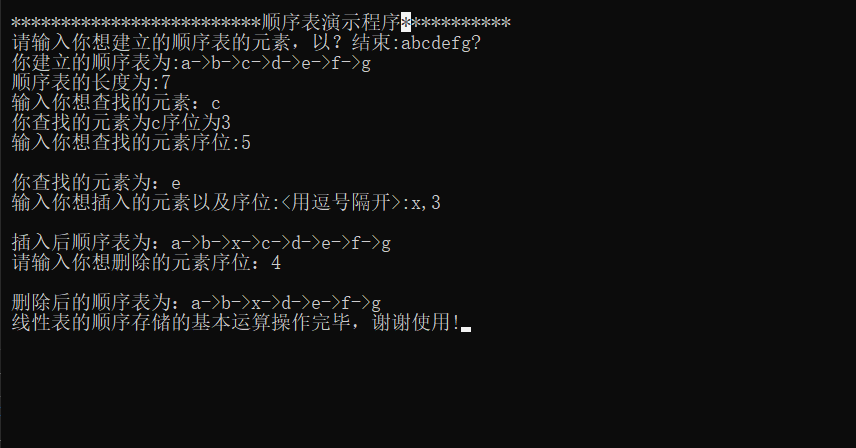 *************************顺序表演示程序***********
请输入你想建立的顺序表的元素，以？结束:abcdefg?
你建立的顺序表为:a->b->c->d->e->f->g
顺序表的长度为:7
输入你想查找的元素：c
你查找的元素为c序位为3
输入你想查找的元素序位:5
你查找的元素为：e
输入你想插入的元素以及序位:<用逗号隔开>:x,3
插入后顺序表为：a->b->x->c->d->e->f->g
请输入你想删除的元素序位：4
删除后的顺序表为：a->b->x->d->e->f->g
线性表的顺序存储的基本运算操作完毕，谢谢使用!